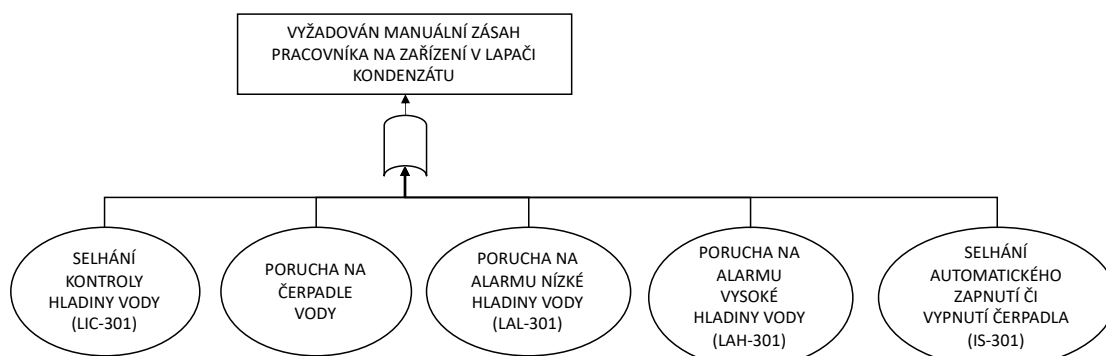 VYŽADOVÁN MANUÁLNÍ ZÁSAH
PRACOVNÍKA NA ZAŘÍZENÍ V LAPAČI
KONDENZÁTU
SELHÁNÍ
KONTROLY
HLADINY VODY
(LIC-301)
PORUCHA NA
ČERPADLE
VODY
PORUCHA NA
ALARMU NÍZKÉ
HLADINY VODY
(LAL-301)
PORUCHA NA
ALARMU
VYSOKÉ
HLADINY VODY
(LAH-301)
SELHÁNÍ
AUTOMATICKÉHO
ZAPNUTÍ ČI
VYPNUTÍ ČERPADLA
(IS-301)